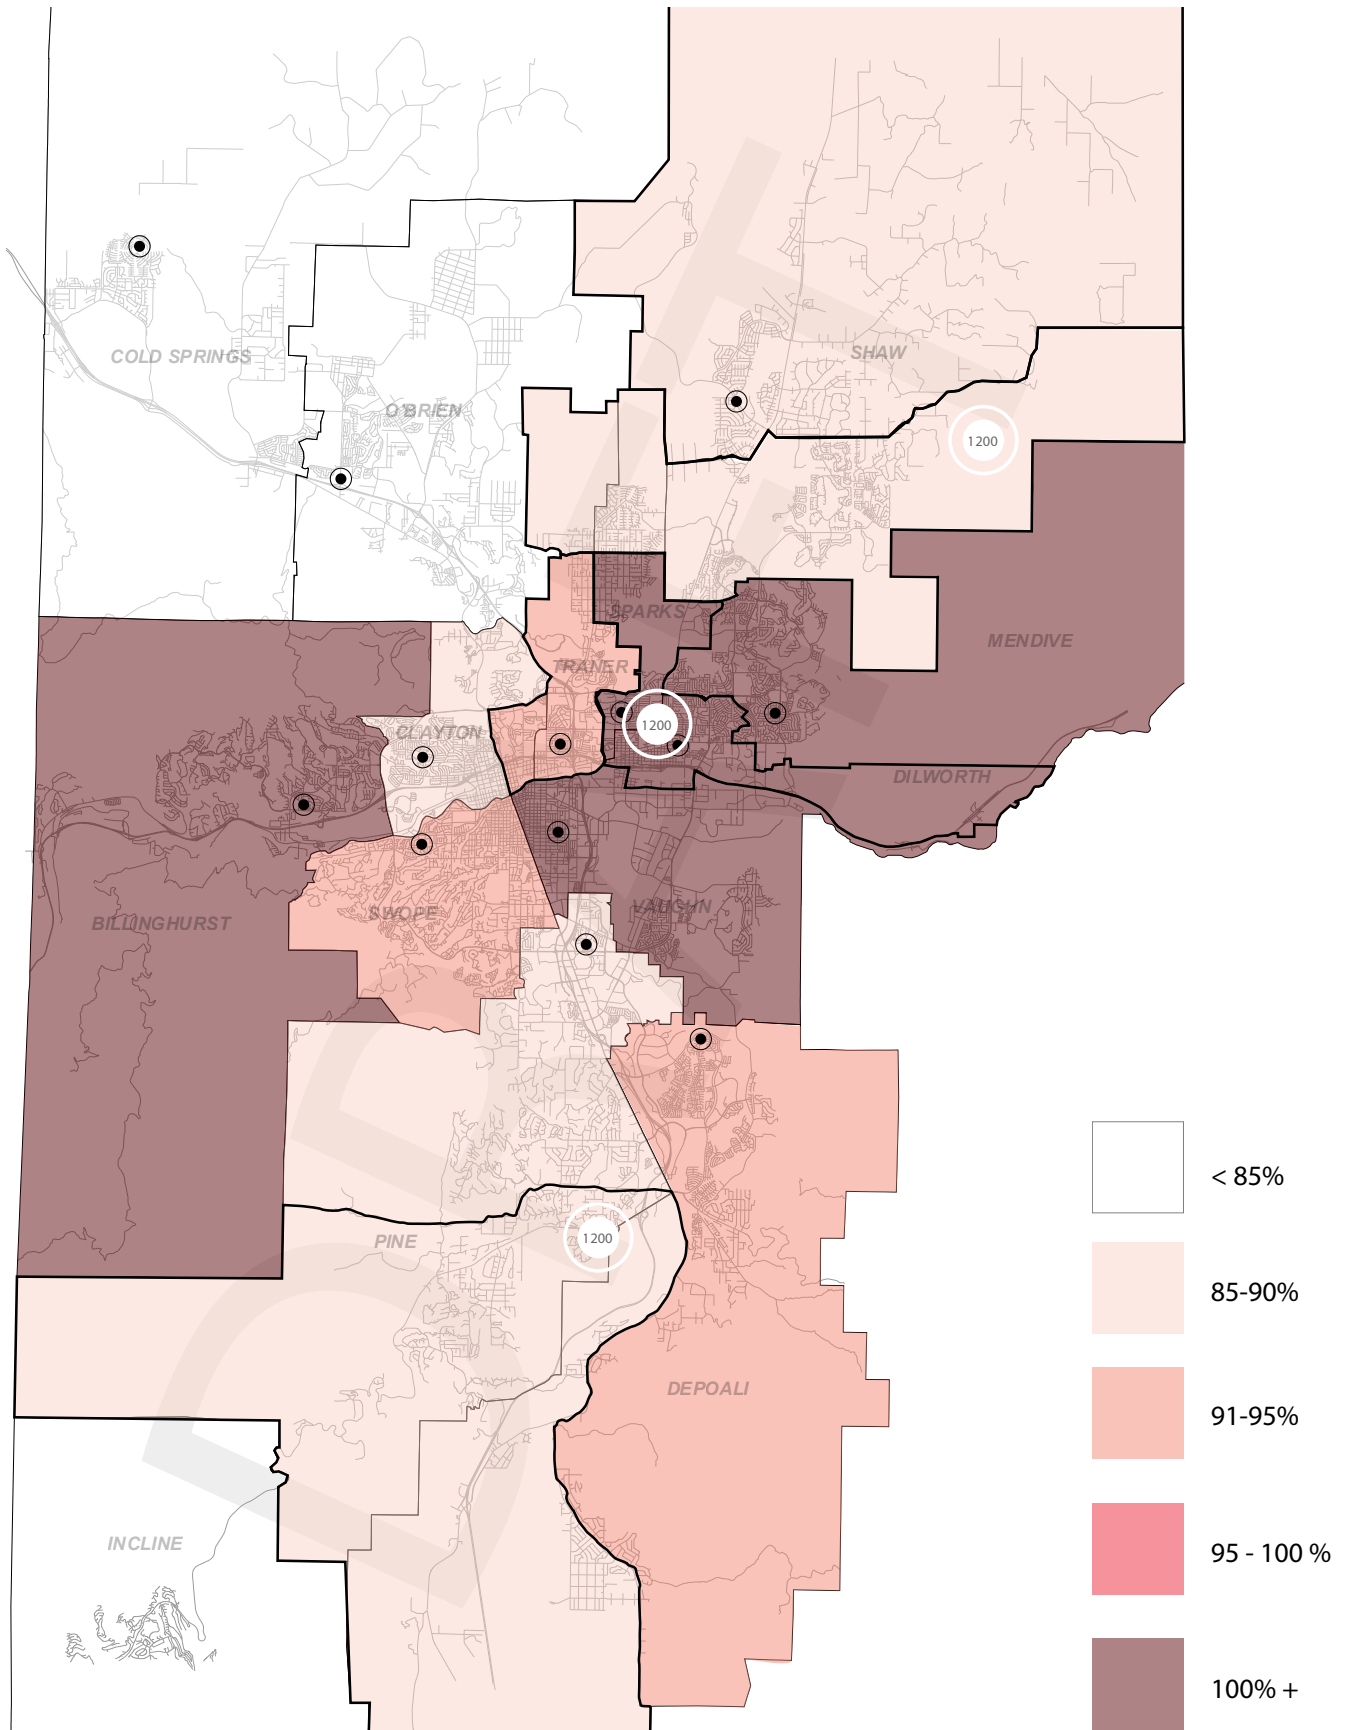 COLD SPRINGS
SHAW
O'BRIEN
1200
SPARKS
MENDIVE
TRANER
1200
CLAYTON
DILWORTH
VAUGHN
SWOPE
BILLINGHURST
< 85%
PINE
1200
85-90%
DEPOALI
91-95%
INCLINE
95 - 100 %
100% +
DRAFT